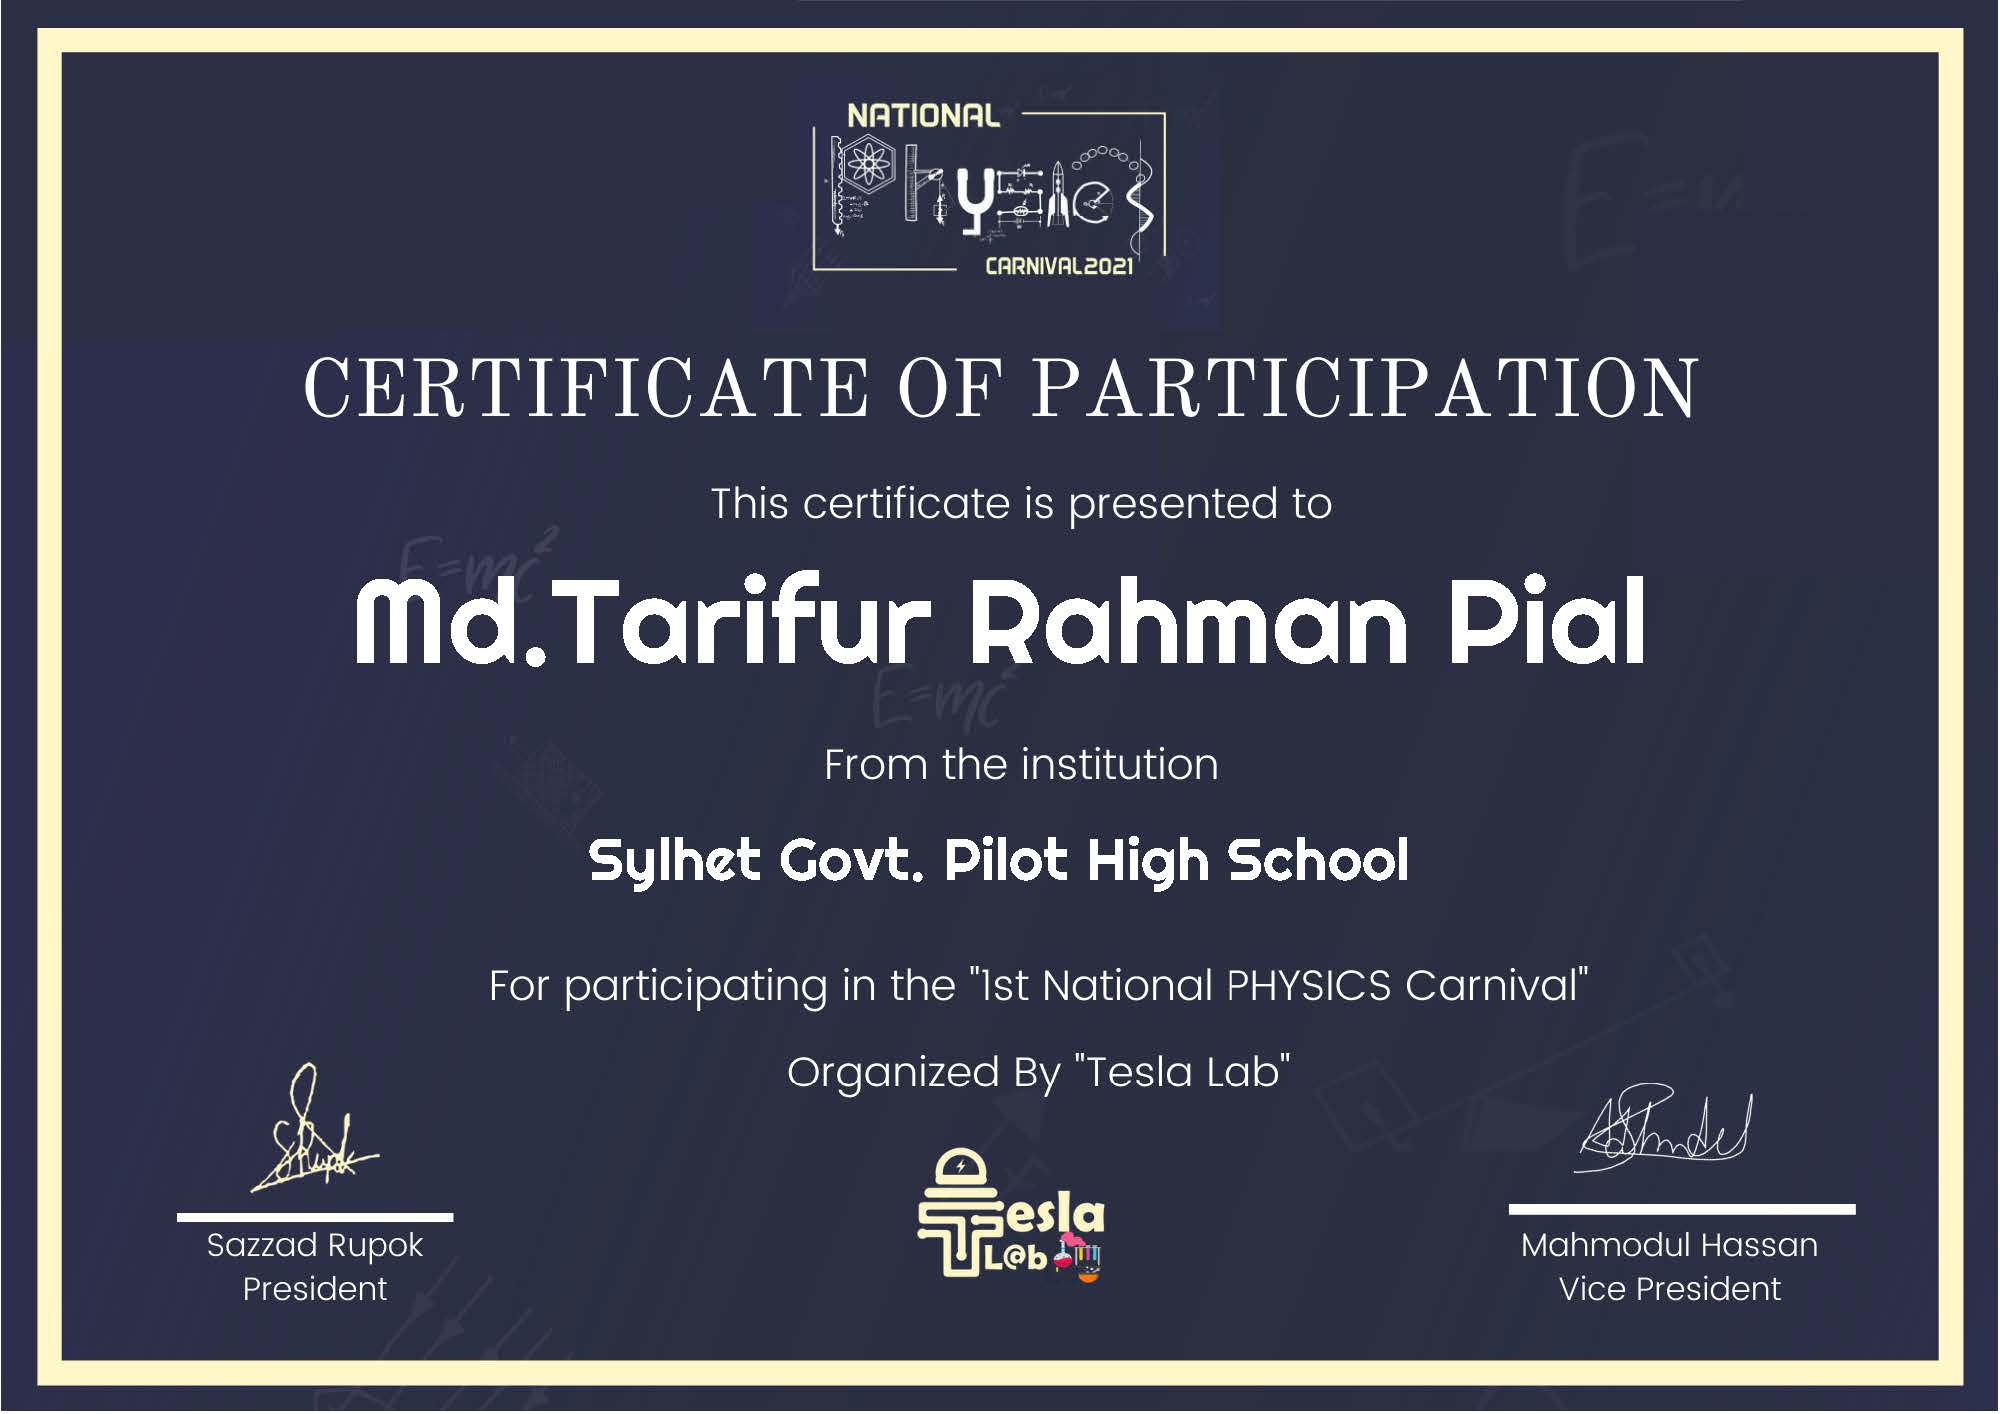 NATIONAL
Physics
CARNIVAL2021
CERTIFICATE OF PARTICIPATION
This certificate is presented to
Md.Tarifur Rahman Pial
From the institution
Sylhet Govt. Pilot High School
For participating in the "1st National PHYSICS Carnival"
Organized By "Tesla Lab"
Sazzad Rupok
President
Tesla
L@b
Mahmodul Hassan
Vice President
E=mc²
E=mc²